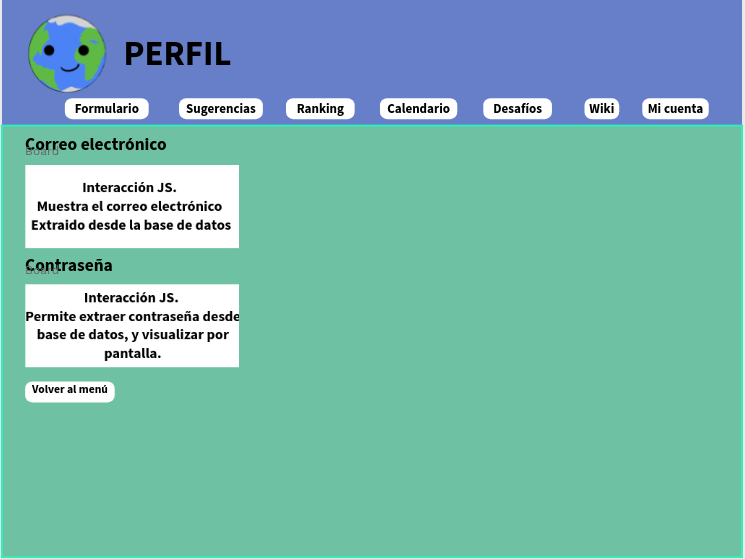 PERFIL
Formulario Sugerencias Ranking Calendario Desafíos Wiki Mi cuenta
Correo electrónico
Board
Interacción JS.
Muestra el correo electrónico
Extraido desde la base de datos
Contraseña
Board
Interacción JS.
Permite extraer contraseña desde
base de datos, y visualizar por
pantalla.
Volver al menú